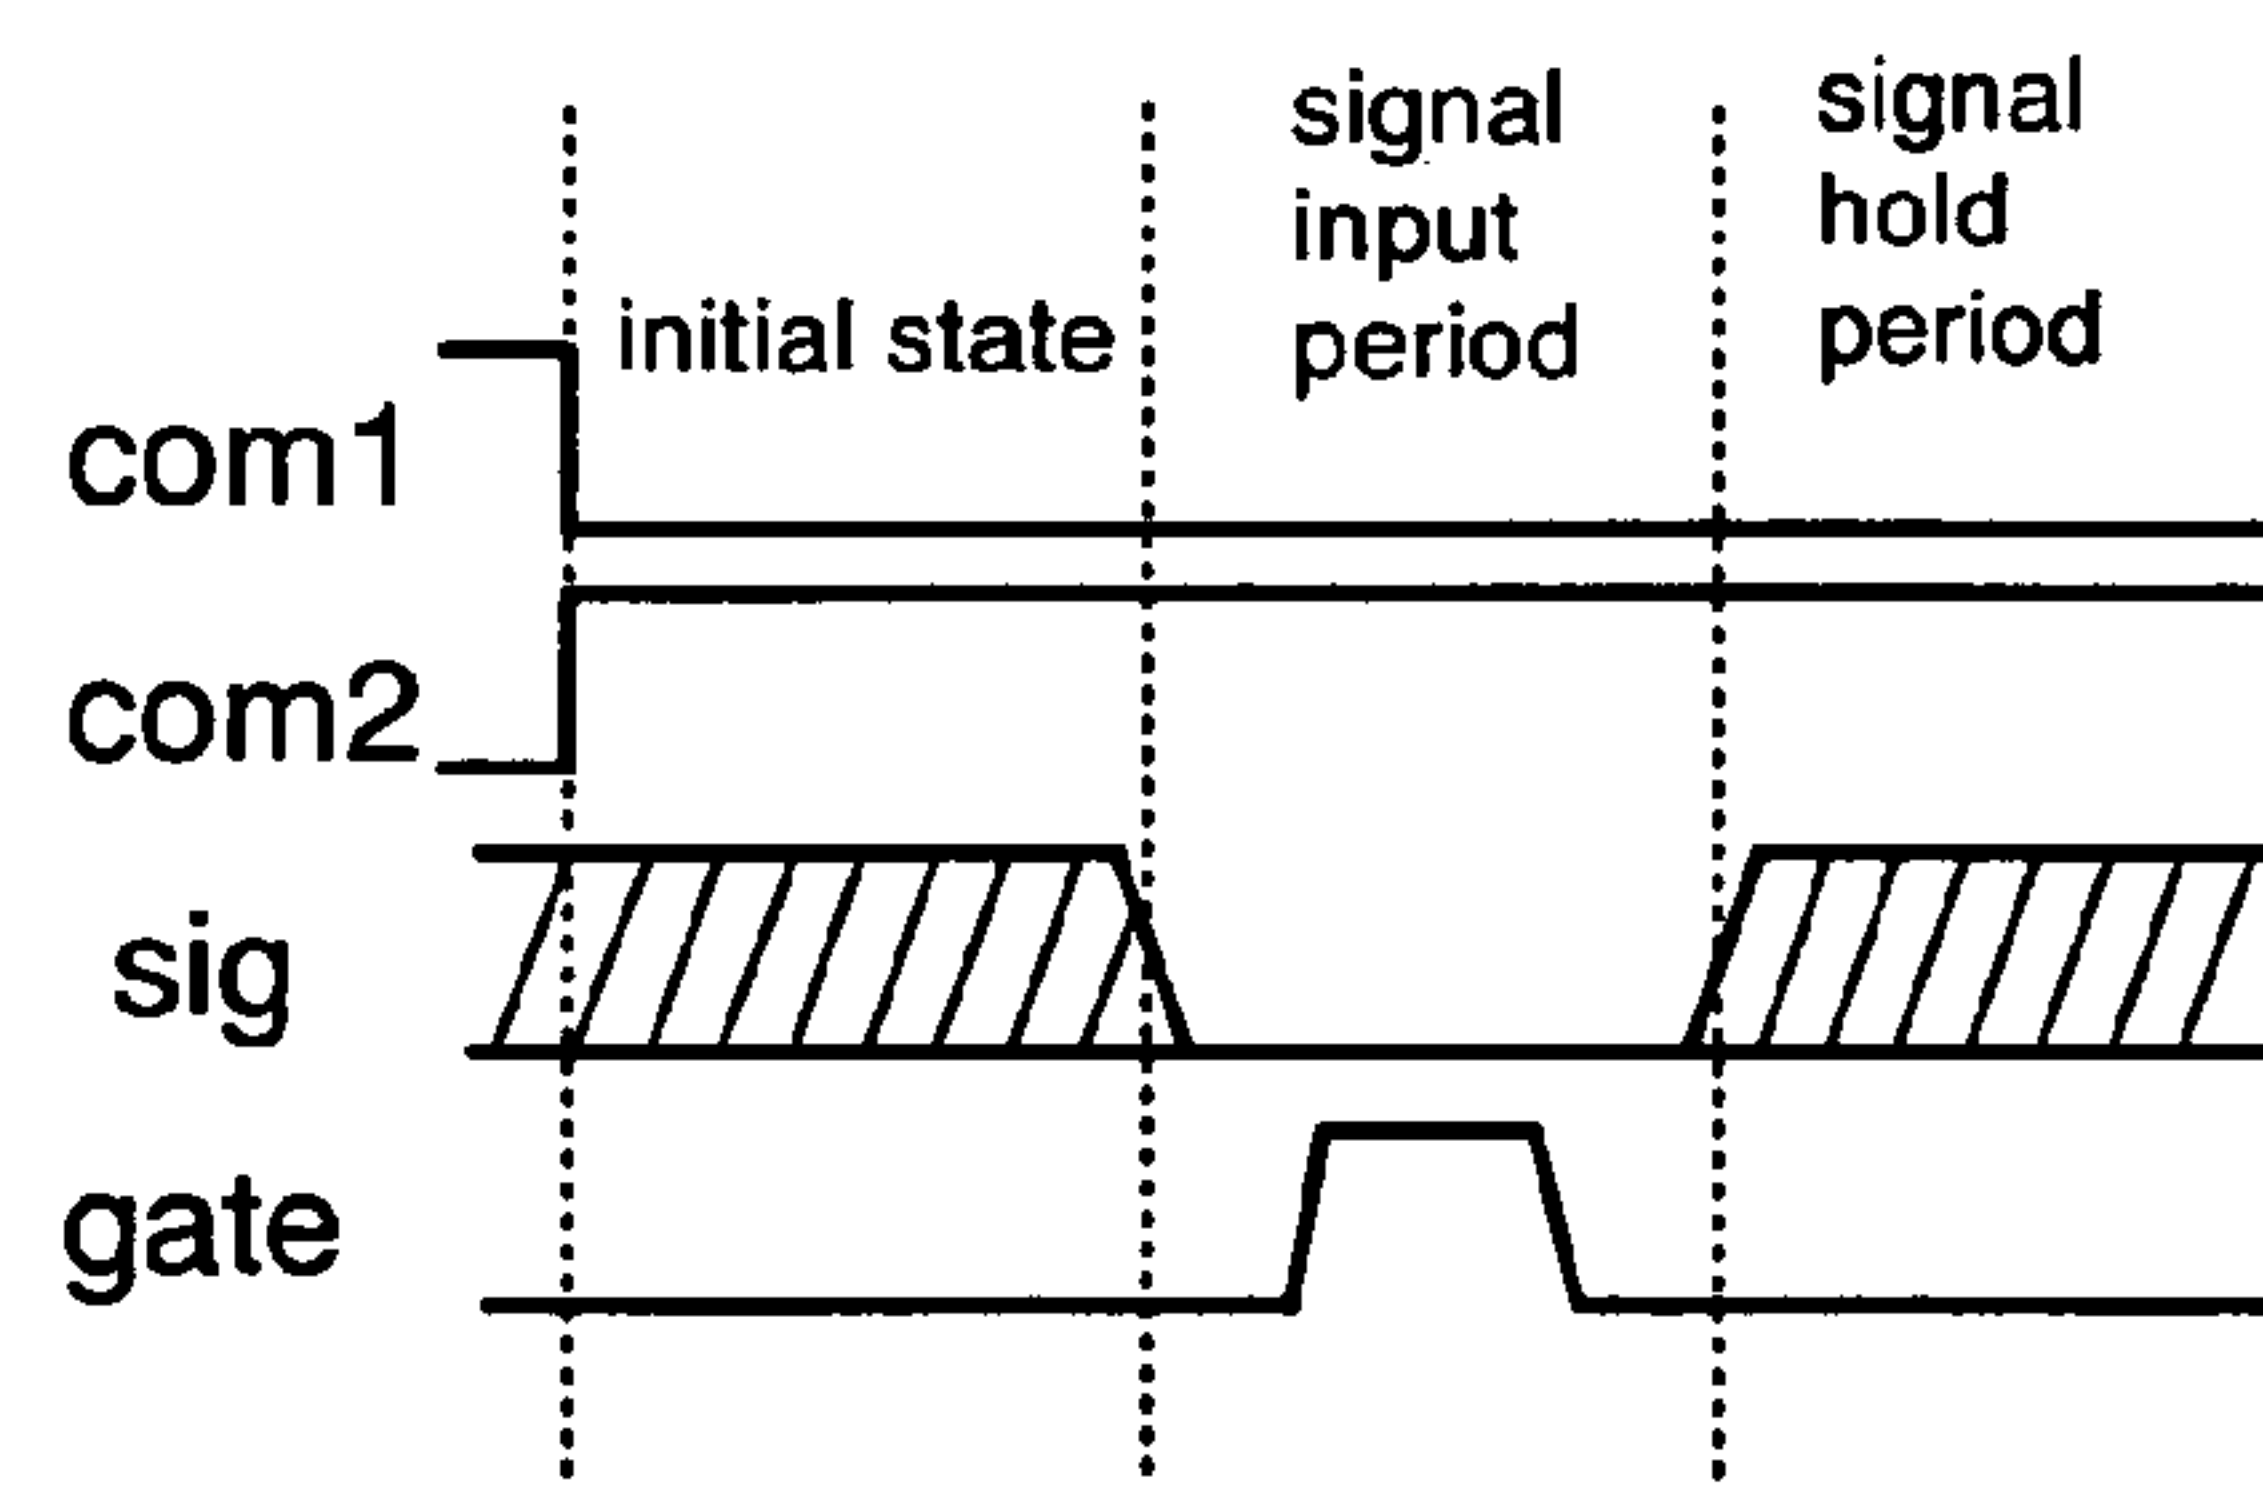 initial state
signal
input
period
signal
hold
period
com1
com2
sig
gate